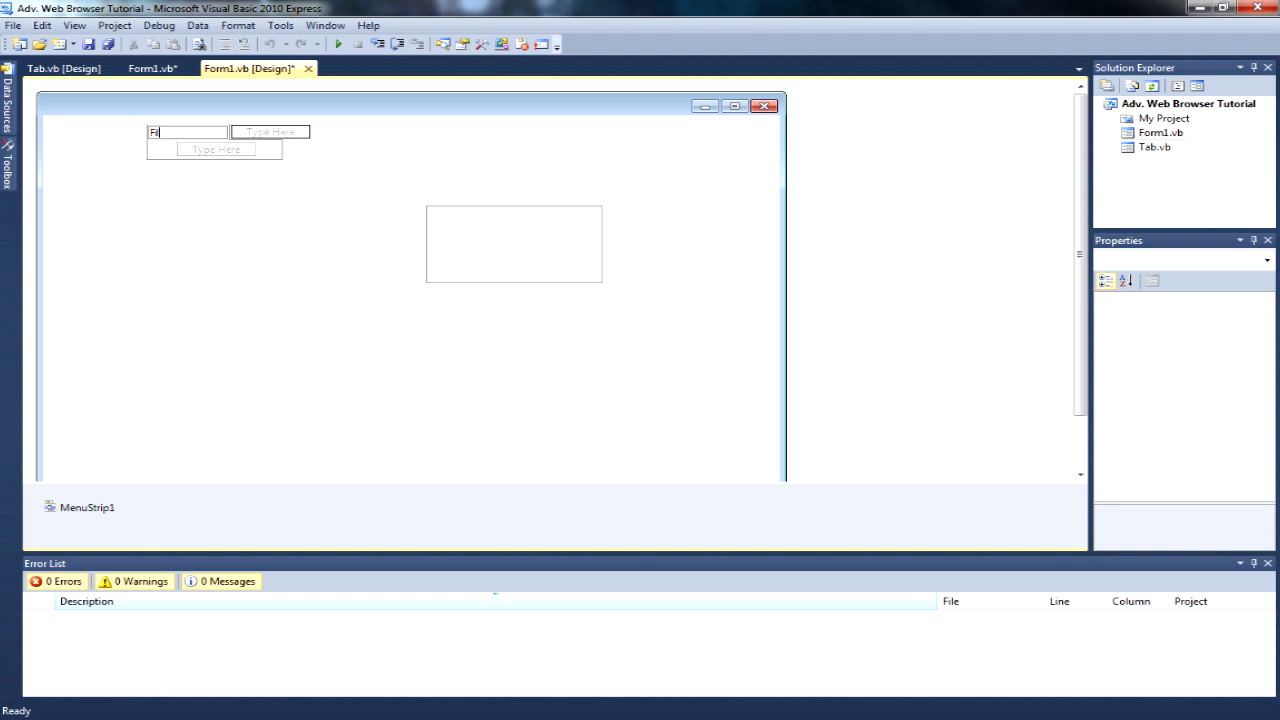 Adv. Web Browser Tutorial - Microsoft Visual Basic 2010 Express
File Edit View Project Debug Data Format Tools Window Help
Tab.vb [Design] Form1.vb* Form1.vb [Design]*
Data Sources
Toolbox
Fil Type Here
Type Here
MenuStrip1
Solution Explorer
Adv. Web Browser Tutorial
My Project
Form1.vb
Tab.vb
Properties
Error List
0 Errors 0 Warnings 0 Messages
Description File Line Column Project
Ready